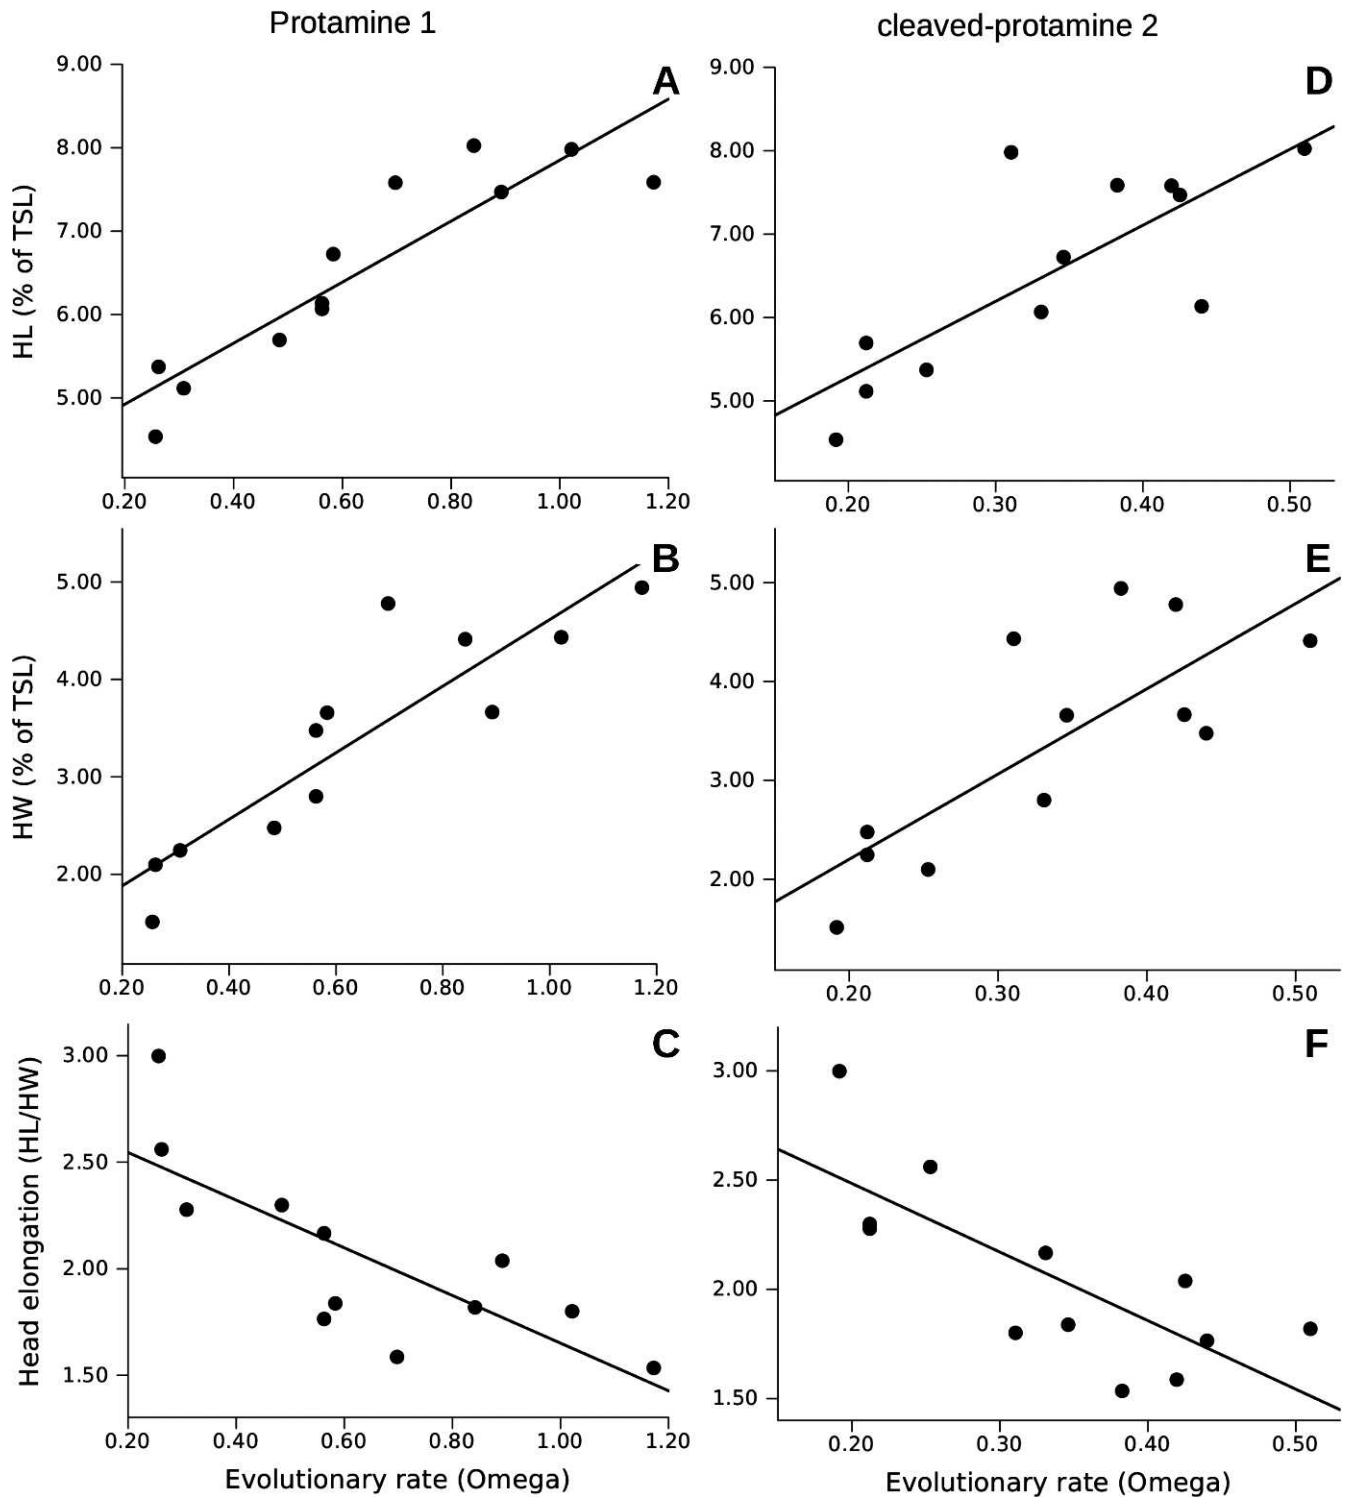 Protamine 1
cleaved-protamine 2
A
HL (% of TSL)
9.00
8.00
7.00
6.00
5.00
0.20 0.40 0.60 0.80 1.00 1.20
D
9.00
8.00
7.00
6.00
5.00
0.20 0.30 0.40 0.50
B
HW (% of TSL)
5.00
4.00
3.00
2.00
0.20 0.40 0.60 0.80 1.00 1.20
E
5.00
4.00
3.00
2.00
0.20 0.30 0.40 0.50
C
Head elongation (HL/HW)
3.00
2.50
2.00
1.50
0.20 0.40 0.60 0.80 1.00 1.20
Evolutionary rate (Omega)
F
3.00
2.50
2.00
1.50
0.20 0.30 0.40 0.50
Evolutionary rate (Omega)